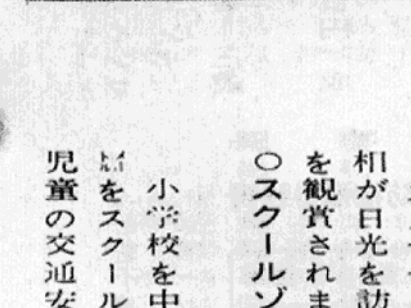 相が日光を訪
を観賞されま
○スクールゾ
小学校を中
をスクール
児童の交通安